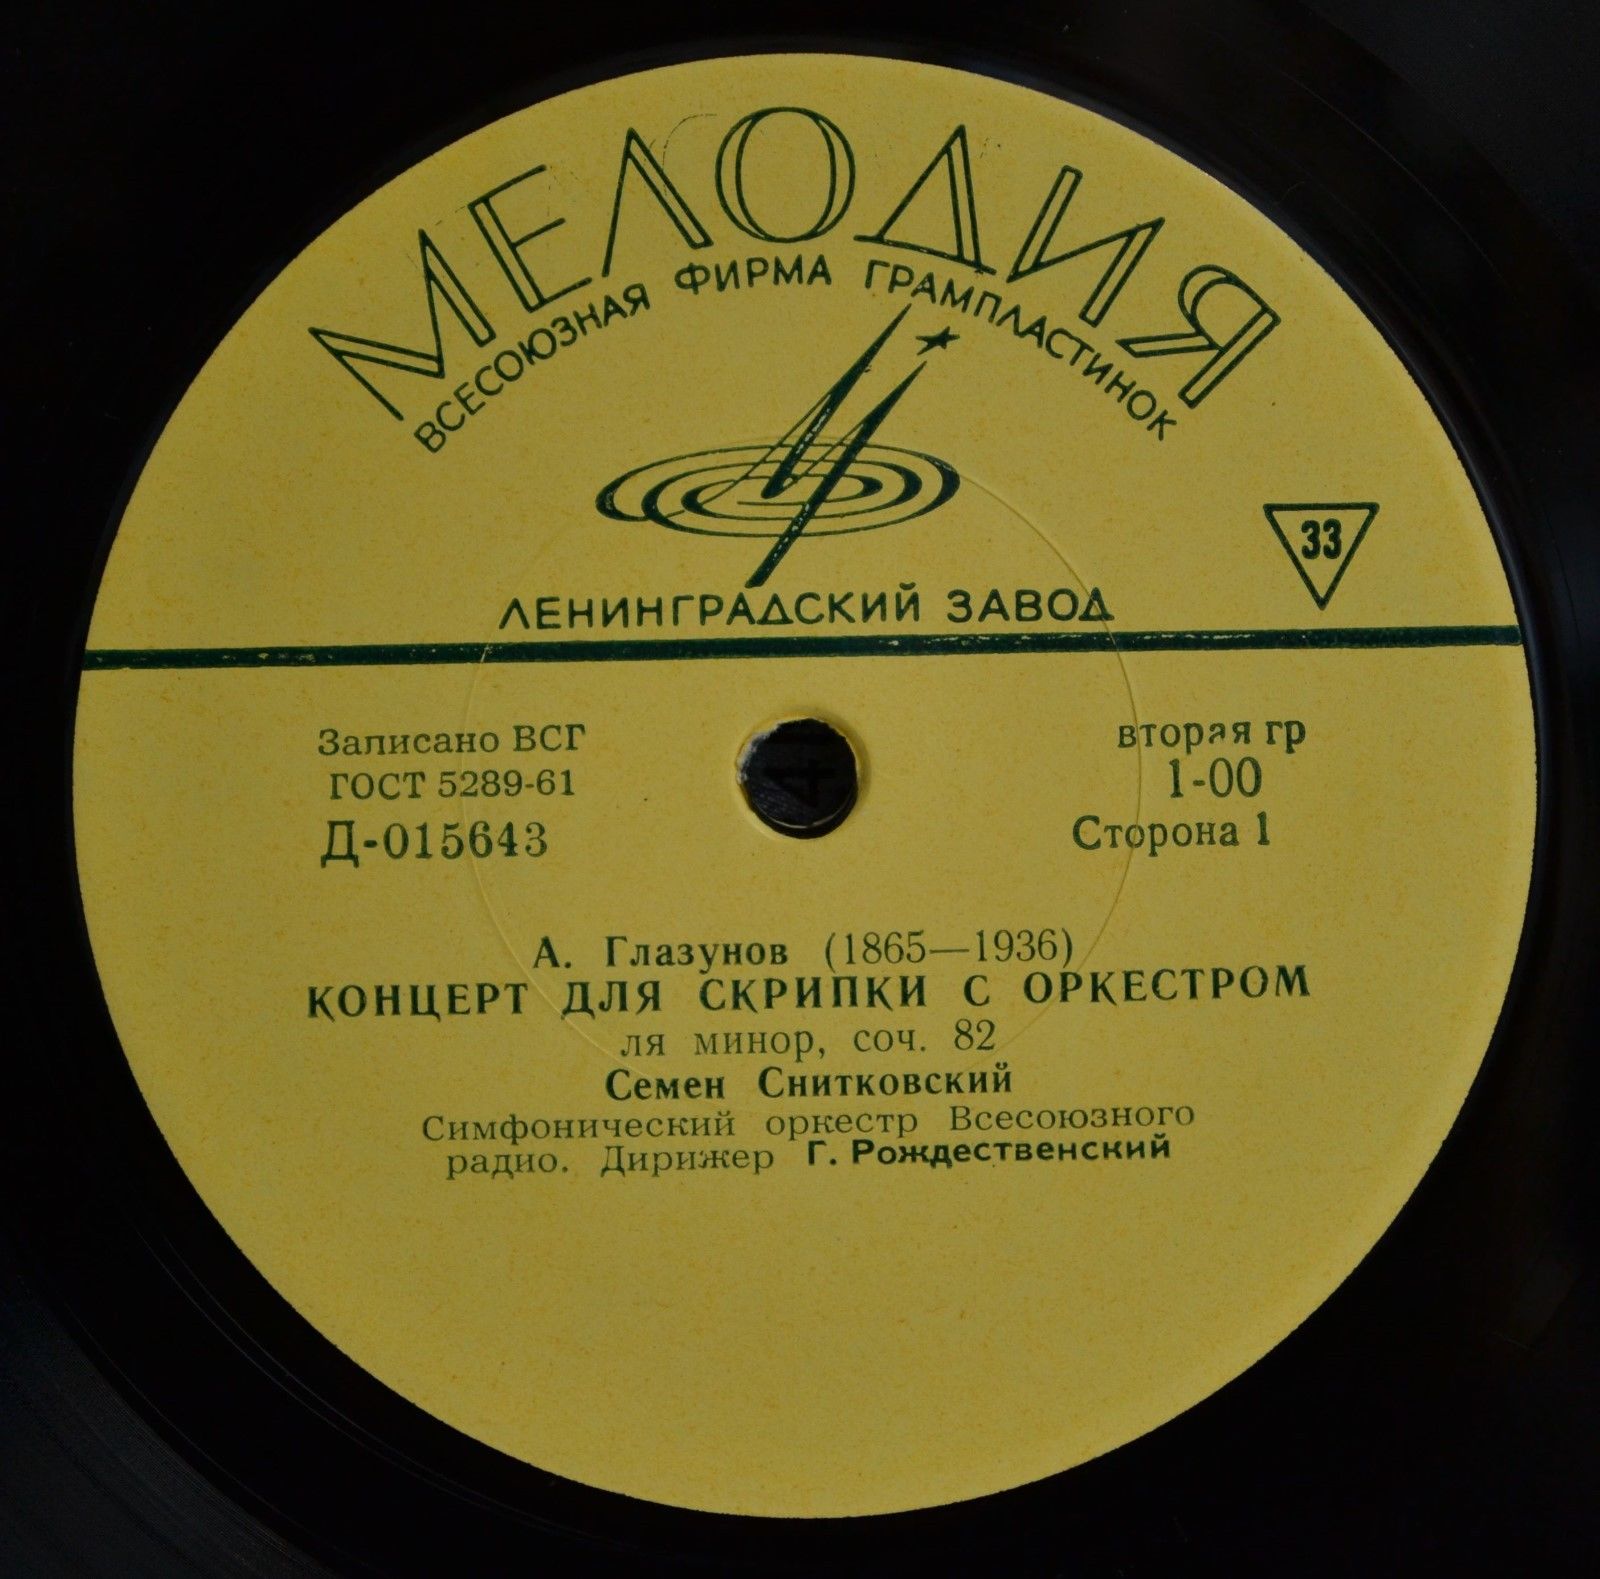 МЕЛОДИЯ
ВСЕСОЮЗНАЯ ФИРМА ГРАМПЛАСТИНОК
33
ЛЕНИНГРАДСКИЙ ЗАВОД
Записано ВСГ
ГОСТ 5289-61
Д-015643
вторая гр
1-00
Сторона 1
А. Глазунов (1865—1936)
КОНЦЕРТ ДЛЯ СКРИПКИ С ОРКЕСТРОМ
ля минор, соч. 82
Семен Снитковский
Симфонический оркестр Всесоюзного
радио. Дирижер Г. Рождественский